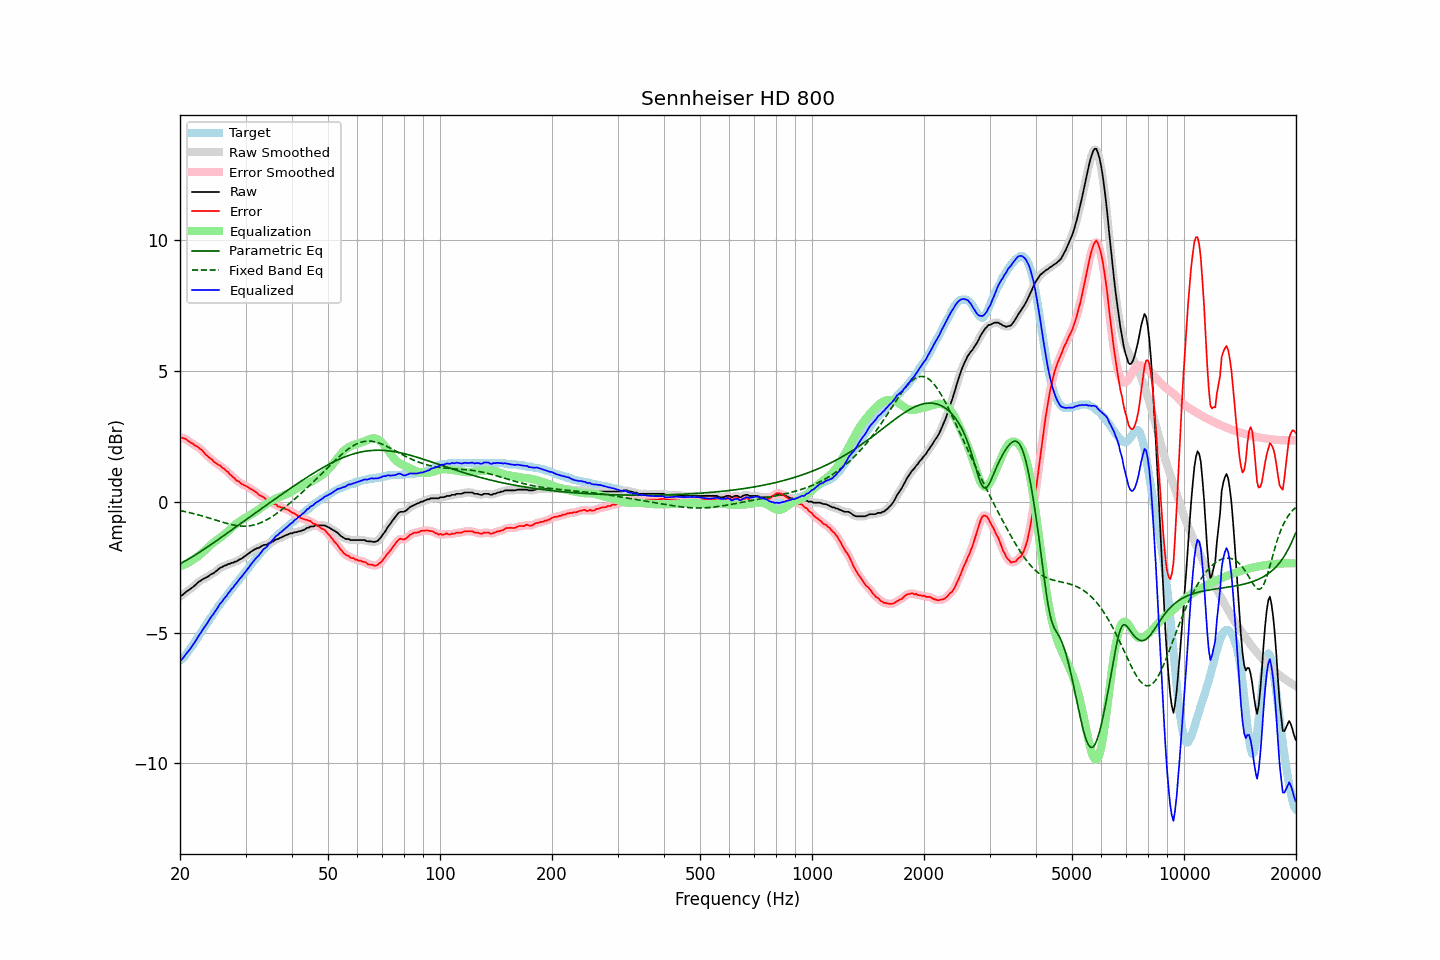 Sennheiser HD 800
Target
Raw Smoothed
Error Smoothed
Raw
Error
Equalization
Parametric Eq
Fixed Band Eq
Equalized
10
5
0
−5
−10
Amplitude (dBr)
20
50
100
200
500
1000
2000
5000
10000
20000
Frequency (Hz)